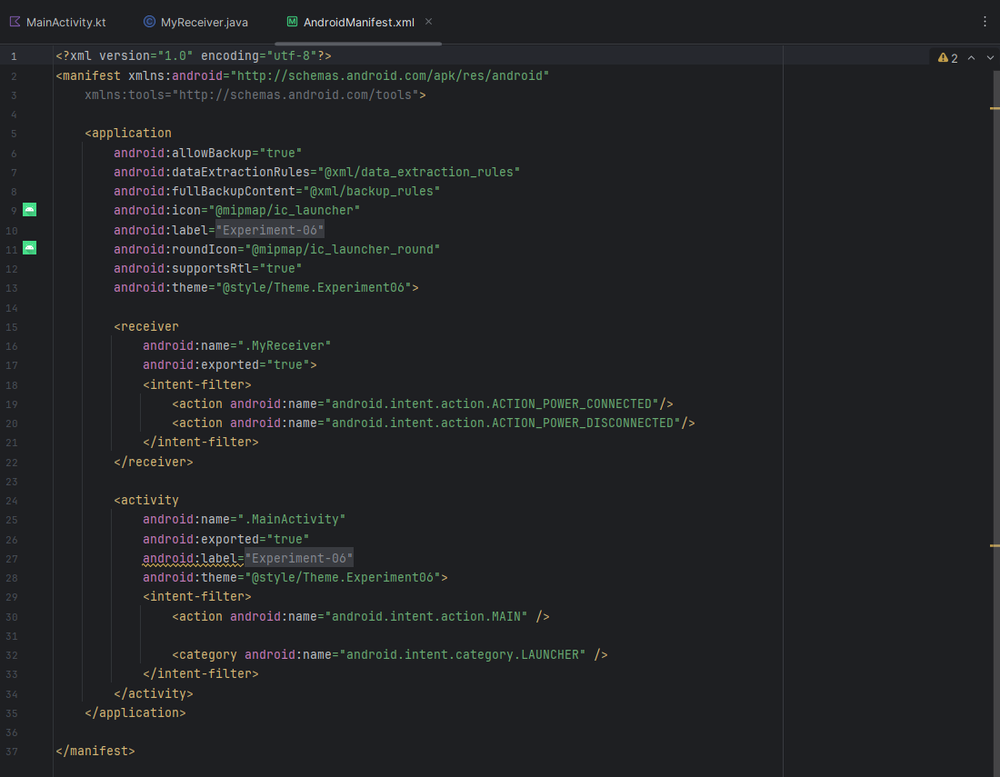 MainActivity.kt MyReceiver.java AndroidManifest.xml
1 <?xml version="1.0" encoding="utf-8"?> 2
2 <manifest xmlns:android="http://schemas.android.com/apk/res/android"
3     xmlns:tools="http://schemas.android.com/tools">
4
5     <application
6         android:allowBackup="true"
7         android:dataExtractionRules="@xml/data_extraction_rules"
8         android:fullBackupContent="@xml/backup_rules"
9         android:icon="@mipmap/ic_launcher"
10         android:label="Experiment-06"
11         android:roundIcon="@mipmap/ic_launcher_round"
12         android:supportsRtl="true"
13         android:theme="@style/Theme.Experiment06">
14
15         <receiver
16             android:name=".MyReceiver"
17             android:exported="true">
18             <intent-filter>
19                 <action android:name="android.intent.action.ACTION_POWER_CONNECTED"/>
20                 <action android:name="android.intent.action.ACTION_POWER_DISCONNECTED"/>
21             </intent-filter>
22         </receiver>
23
24         <activity
25             android:name=".MainActivity"
26             android:exported="true"
27             android:label="Experiment-06"
28             android:theme="@style/Theme.Experiment06">
29             <intent-filter>
30                 <action android:name="android.intent.action.MAIN" />
31
32                 <category android:name="android.intent.category.LAUNCHER" />
33             </intent-filter>
34         </activity>
35     </application>
36
37 </manifest>